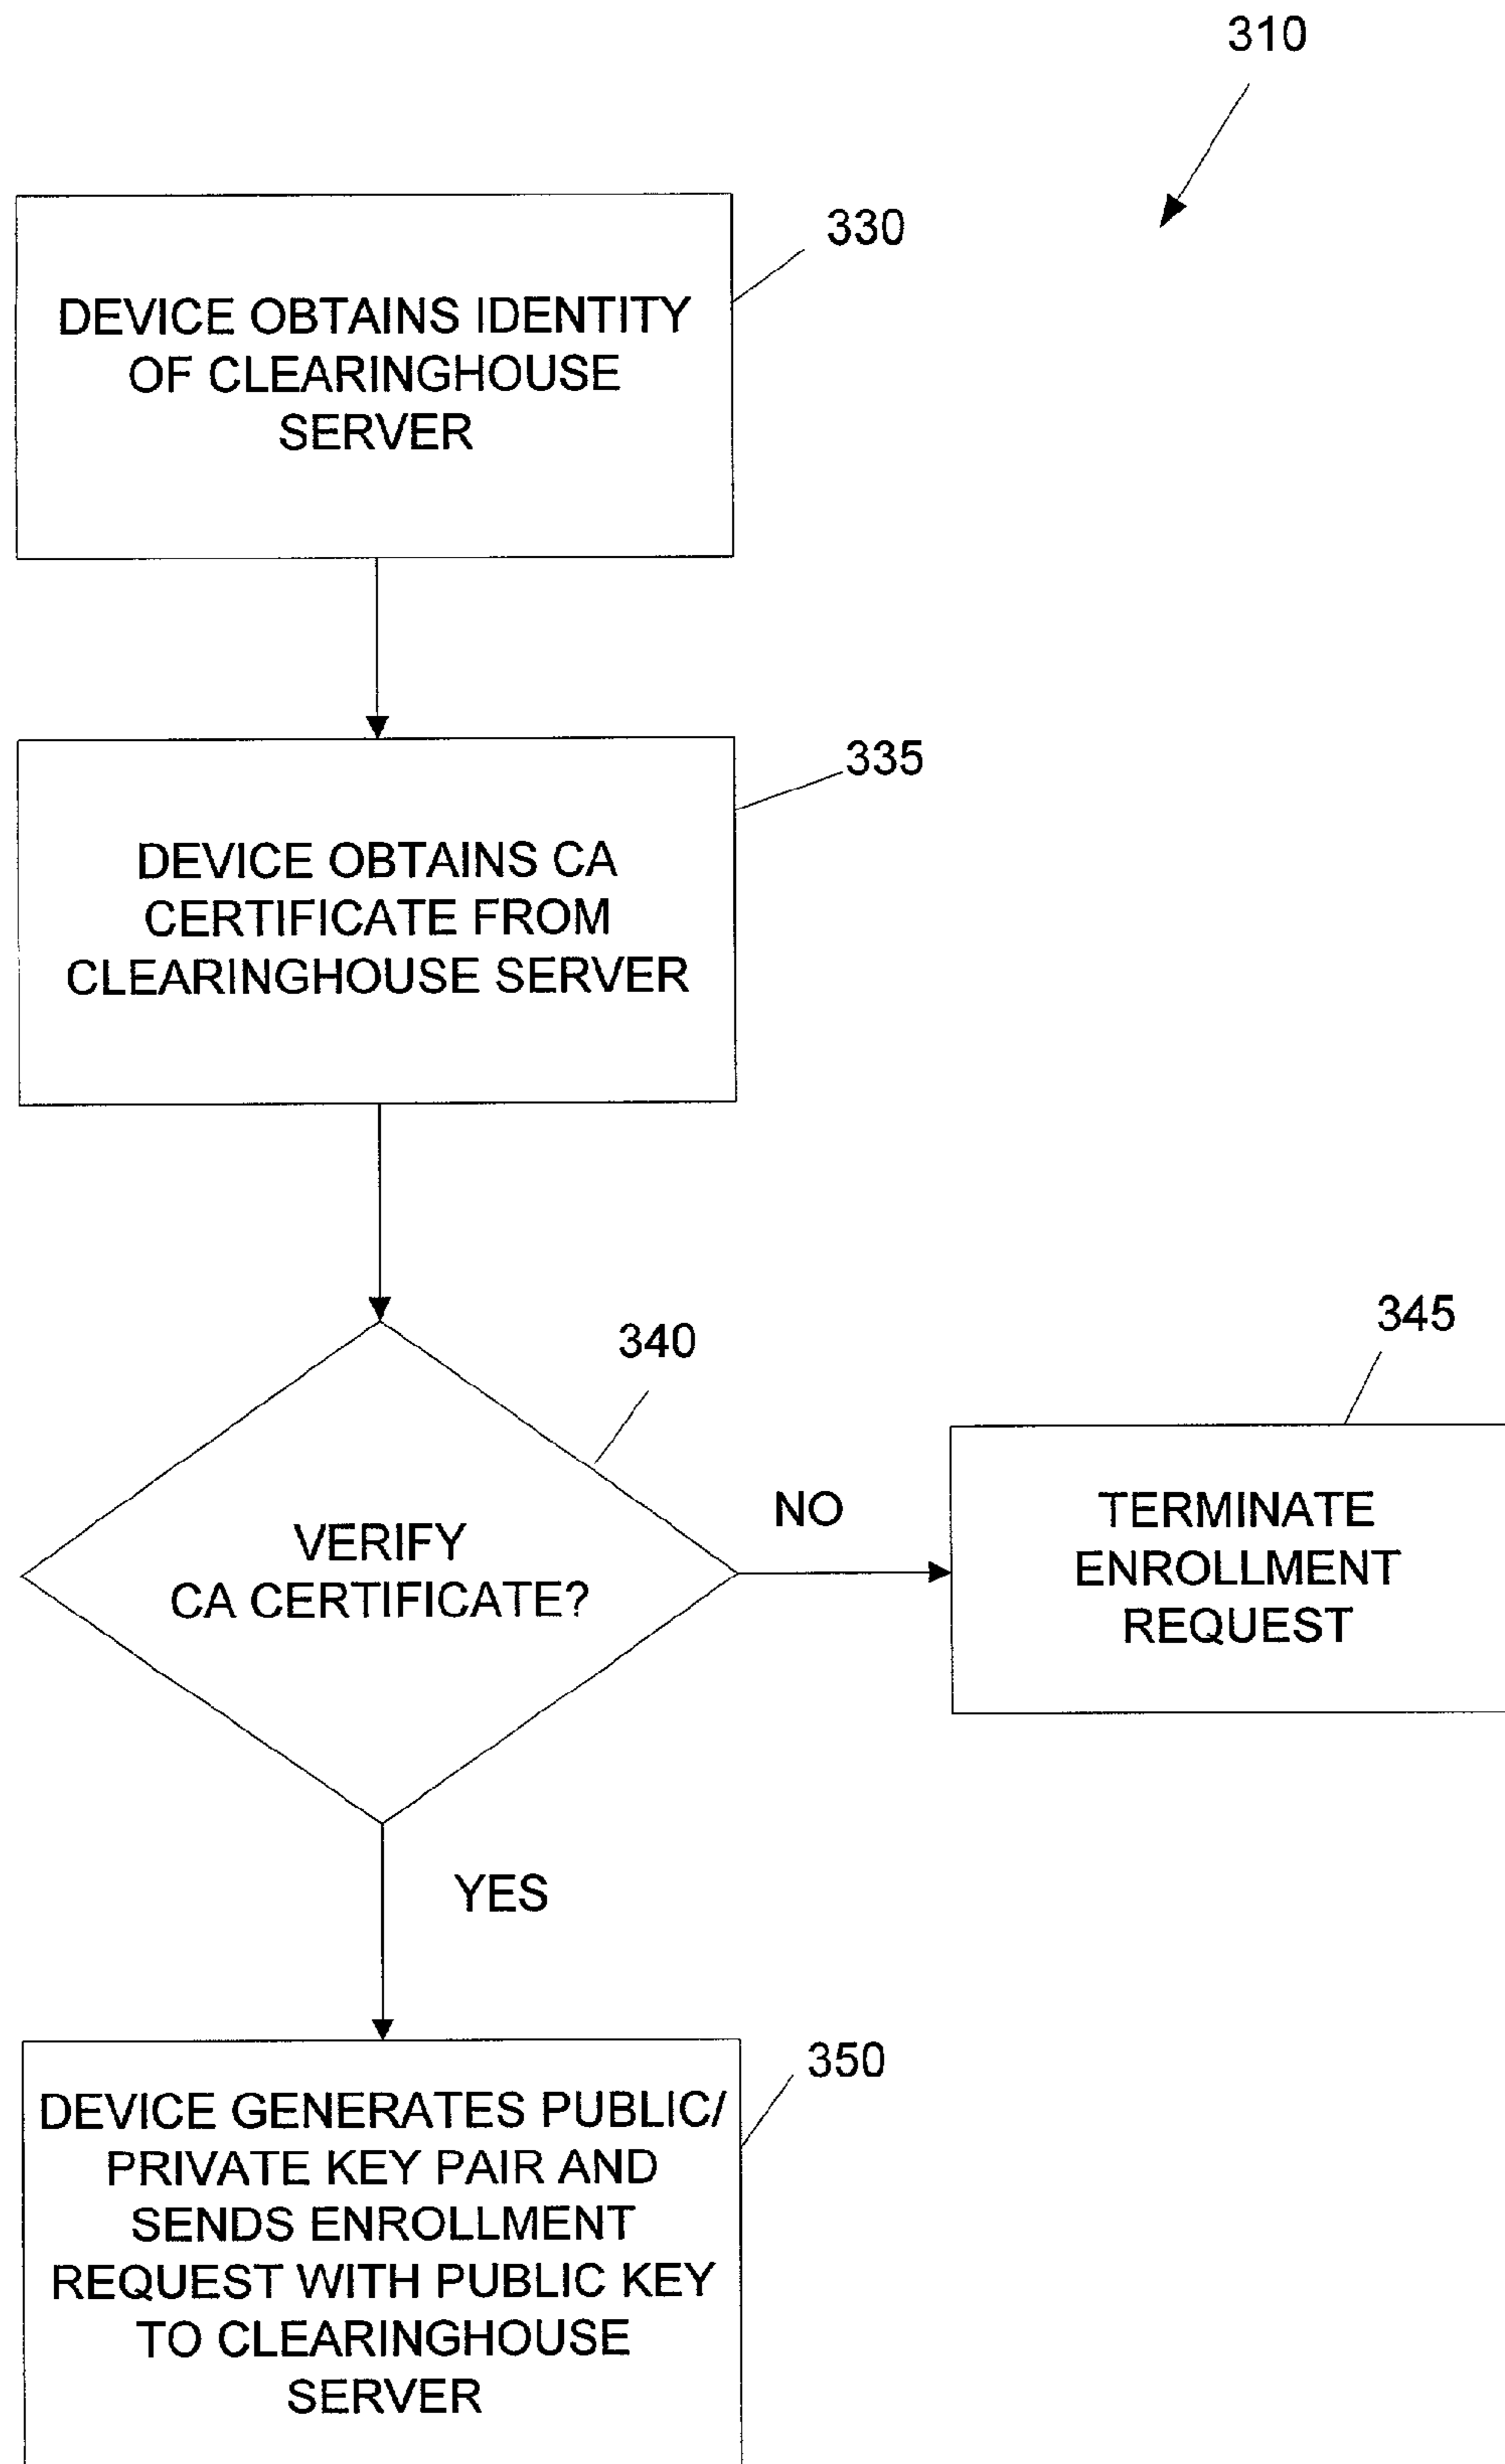 310
330
DEVICE OBTAINS IDENTITY
OF CLEARINGHOUSE
SERVER
335
DEVICE OBTAINS CA
CERTIFICATE FROM
CLEARINGHOUSE SERVER
340
VERIFY
CA CERTIFICATE?
NO
345
TERMINATE
ENROLLMENT
REQUEST
YES
350
DEVICE GENERATES PUBLIC/
PRIVATE KEY PAIR AND
SENDS ENROLLMENT
REQUEST WITH PUBLIC KEY
TO CLEARINGHOUSE
SERVER